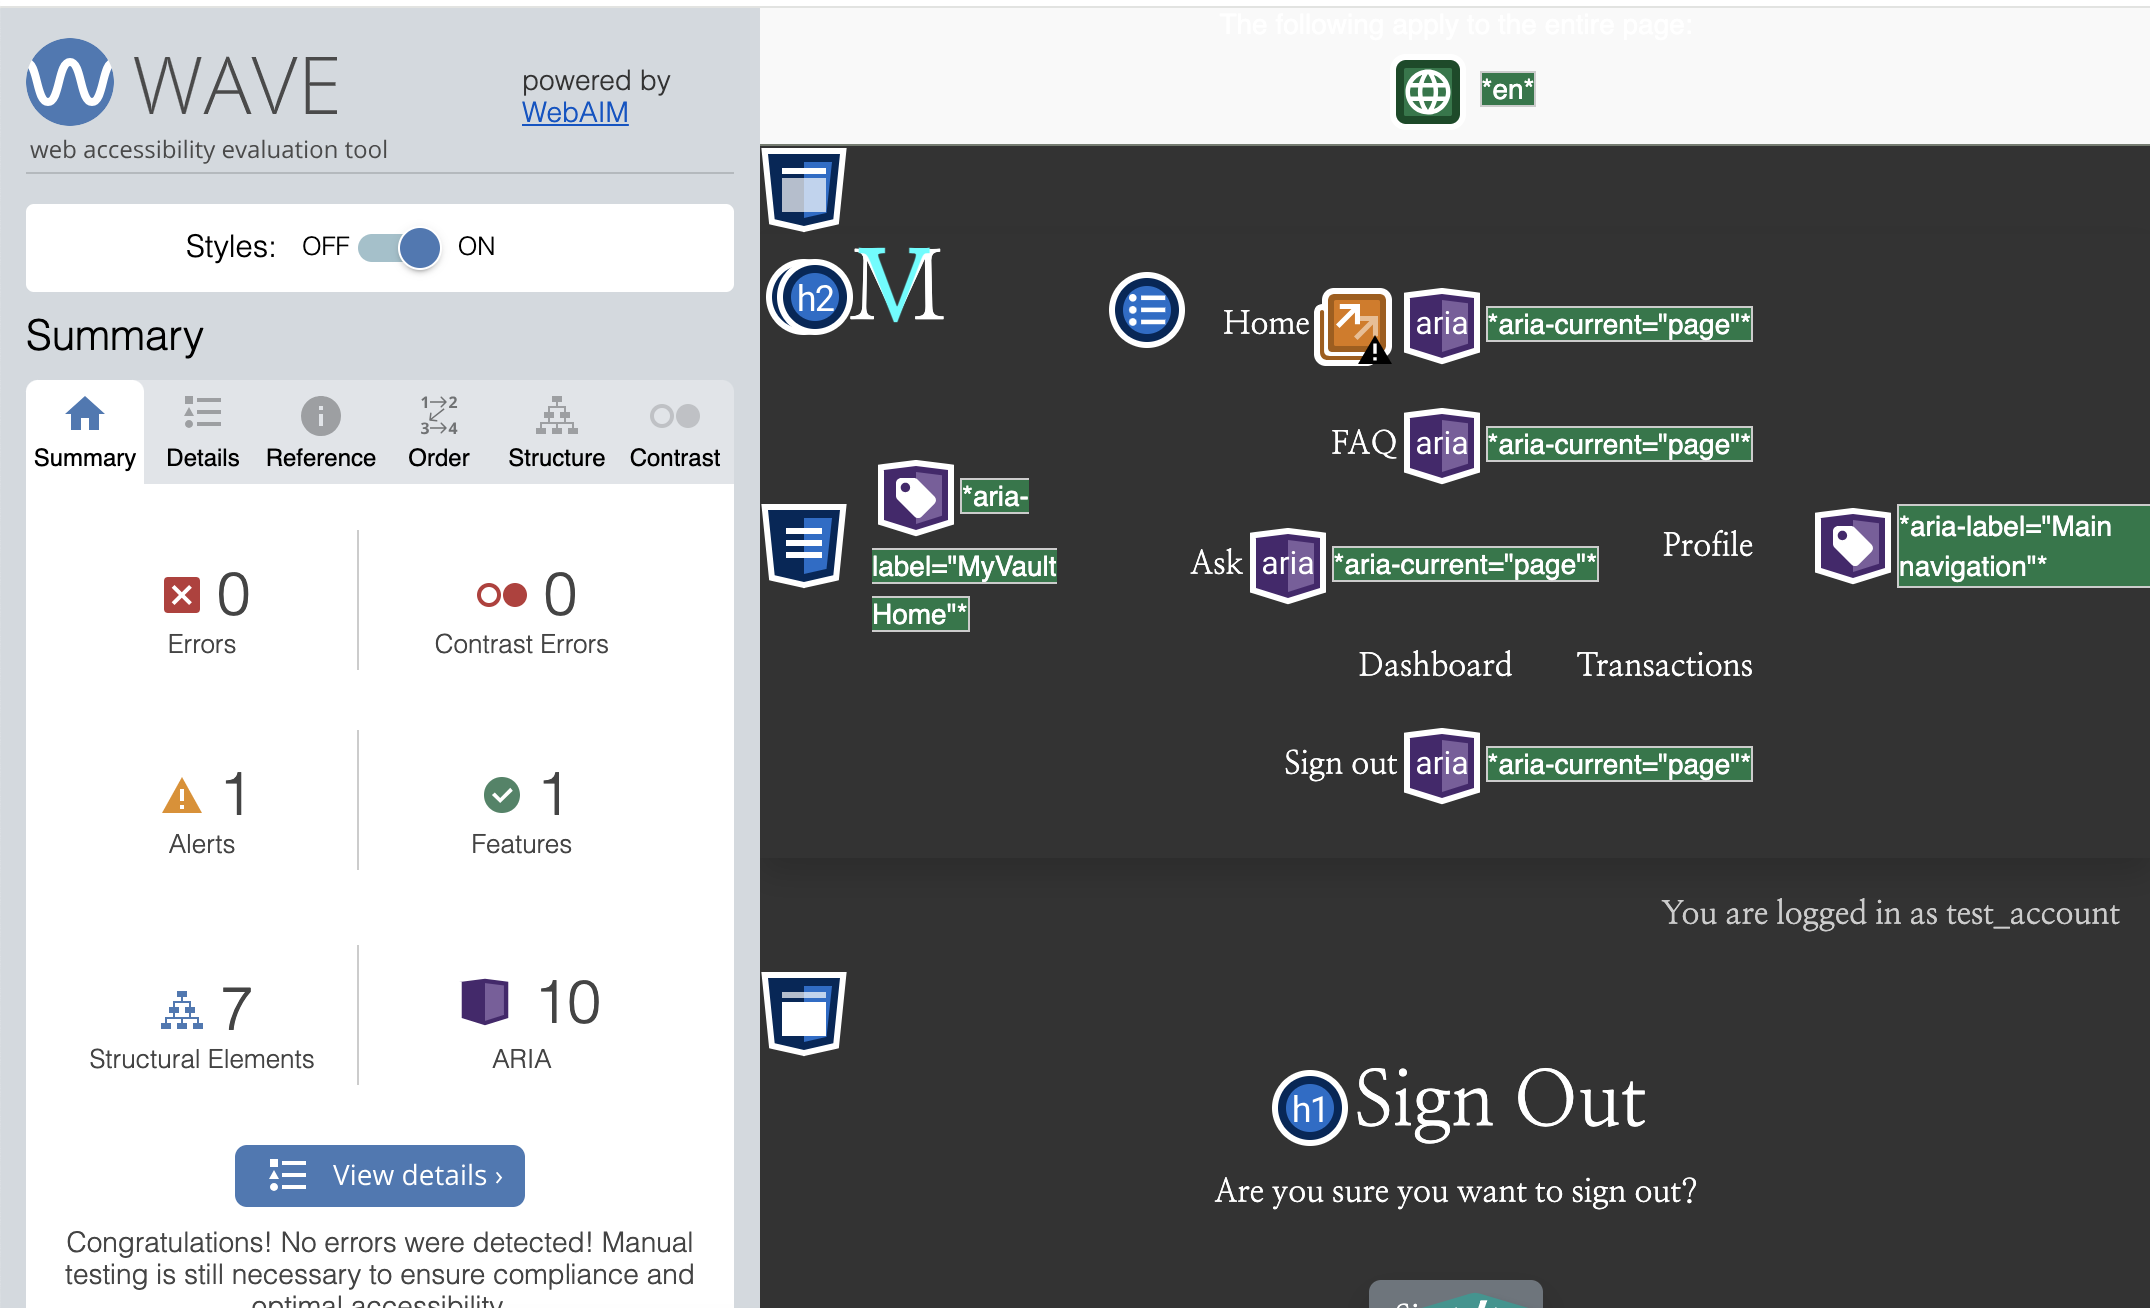 WAVE
powered by
WebAIM
web accessibility evaluation tool
Styles: OFF ON
Summary
1 2
3 4
Summary Details Reference Order Structure Contrast
0 0
Errors Contrast Errors
1 1
Alerts Features
7 10
Structural Elements ARIA
View details ›
Congratulations! No errors were detected! Manual
testing is still necessary to ensure compliance and
optimal accessibility.
The following apply to the entire page:
*en*
h2 MV
Home aria *aria-current="page"*
FAQ aria *aria-current="page"*
*aria-
label="MyVault
Home"*
Ask aria *aria-current="page"*
Profile *aria-label="Main
navigation"*
Dashboard Transactions
Sign out aria *aria-current="page"*
You are logged in as test_account
h1 Sign Out
Are you sure you want to sign out?